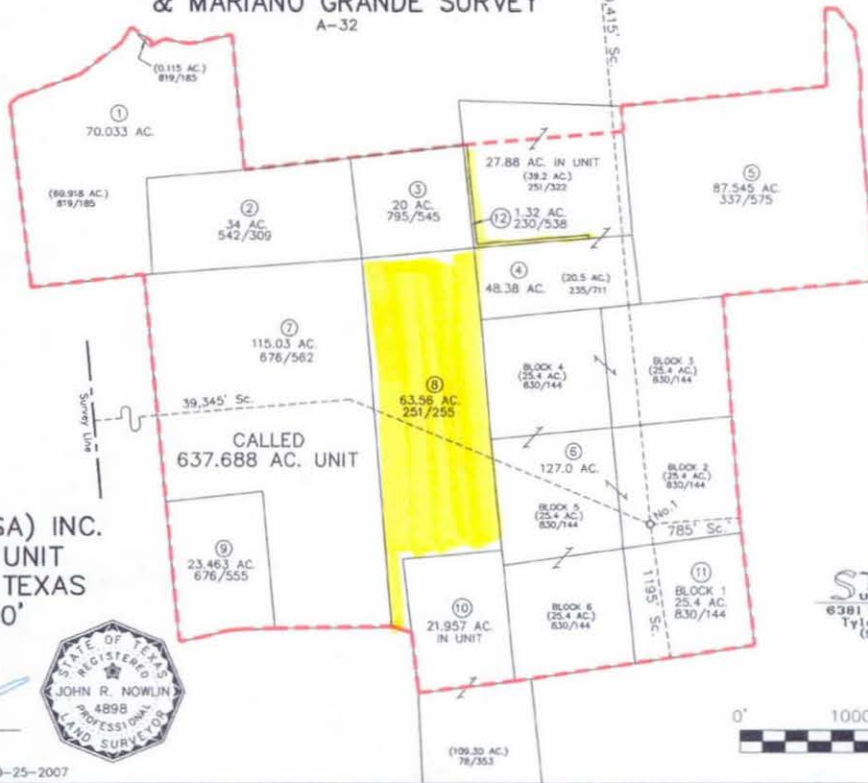 & MARIANO GRANDE SURVEY
A-32
(0.115 AC.)
819/185
1
70.033 AC.
(69.918 AC.)
819/185
2
34 AC.
542/309
3
20 AC.
795/545
27.88 AC. IN UNIT
(39.2 AC.)
251/322
12 1.32 AC.
230/538
415' Sc.
5
87.545 AC.
337/575
4
48.38 AC.
(20.5 AC.)
235/711
7
115.03 AC.
676/562
8
63.56 AC.
251/255
BLOCK 4
(25.4 AC.)
830/144
BLOCK 3
(25.4 AC.)
830/144
Survey Line
39,345' Sc.
CALLED
637.688 AC. UNIT
6
127.0 AC.
BLOCK 2
(25.4 AC.)
830/144
BLOCK 5
(25.4 AC.)
830/144
No.1
785' Sc.
1195' Sc.
SA) INC.
UNIT
TEXAS
0'
9
23.463 AC.
676/555
10
21.957 AC.
IN UNIT
BLOCK 6
(25.4 AC.)
830/144
11
BLOCK 1
25.4 AC.
830/144
6381
STATE OF TEXAS
REGISTERED
JOHN R. NOWLIN
4898
PROFESSIONAL
LAND SURVEYOR
(109.30 AC.)
78/353
0' 1000
-25-2007